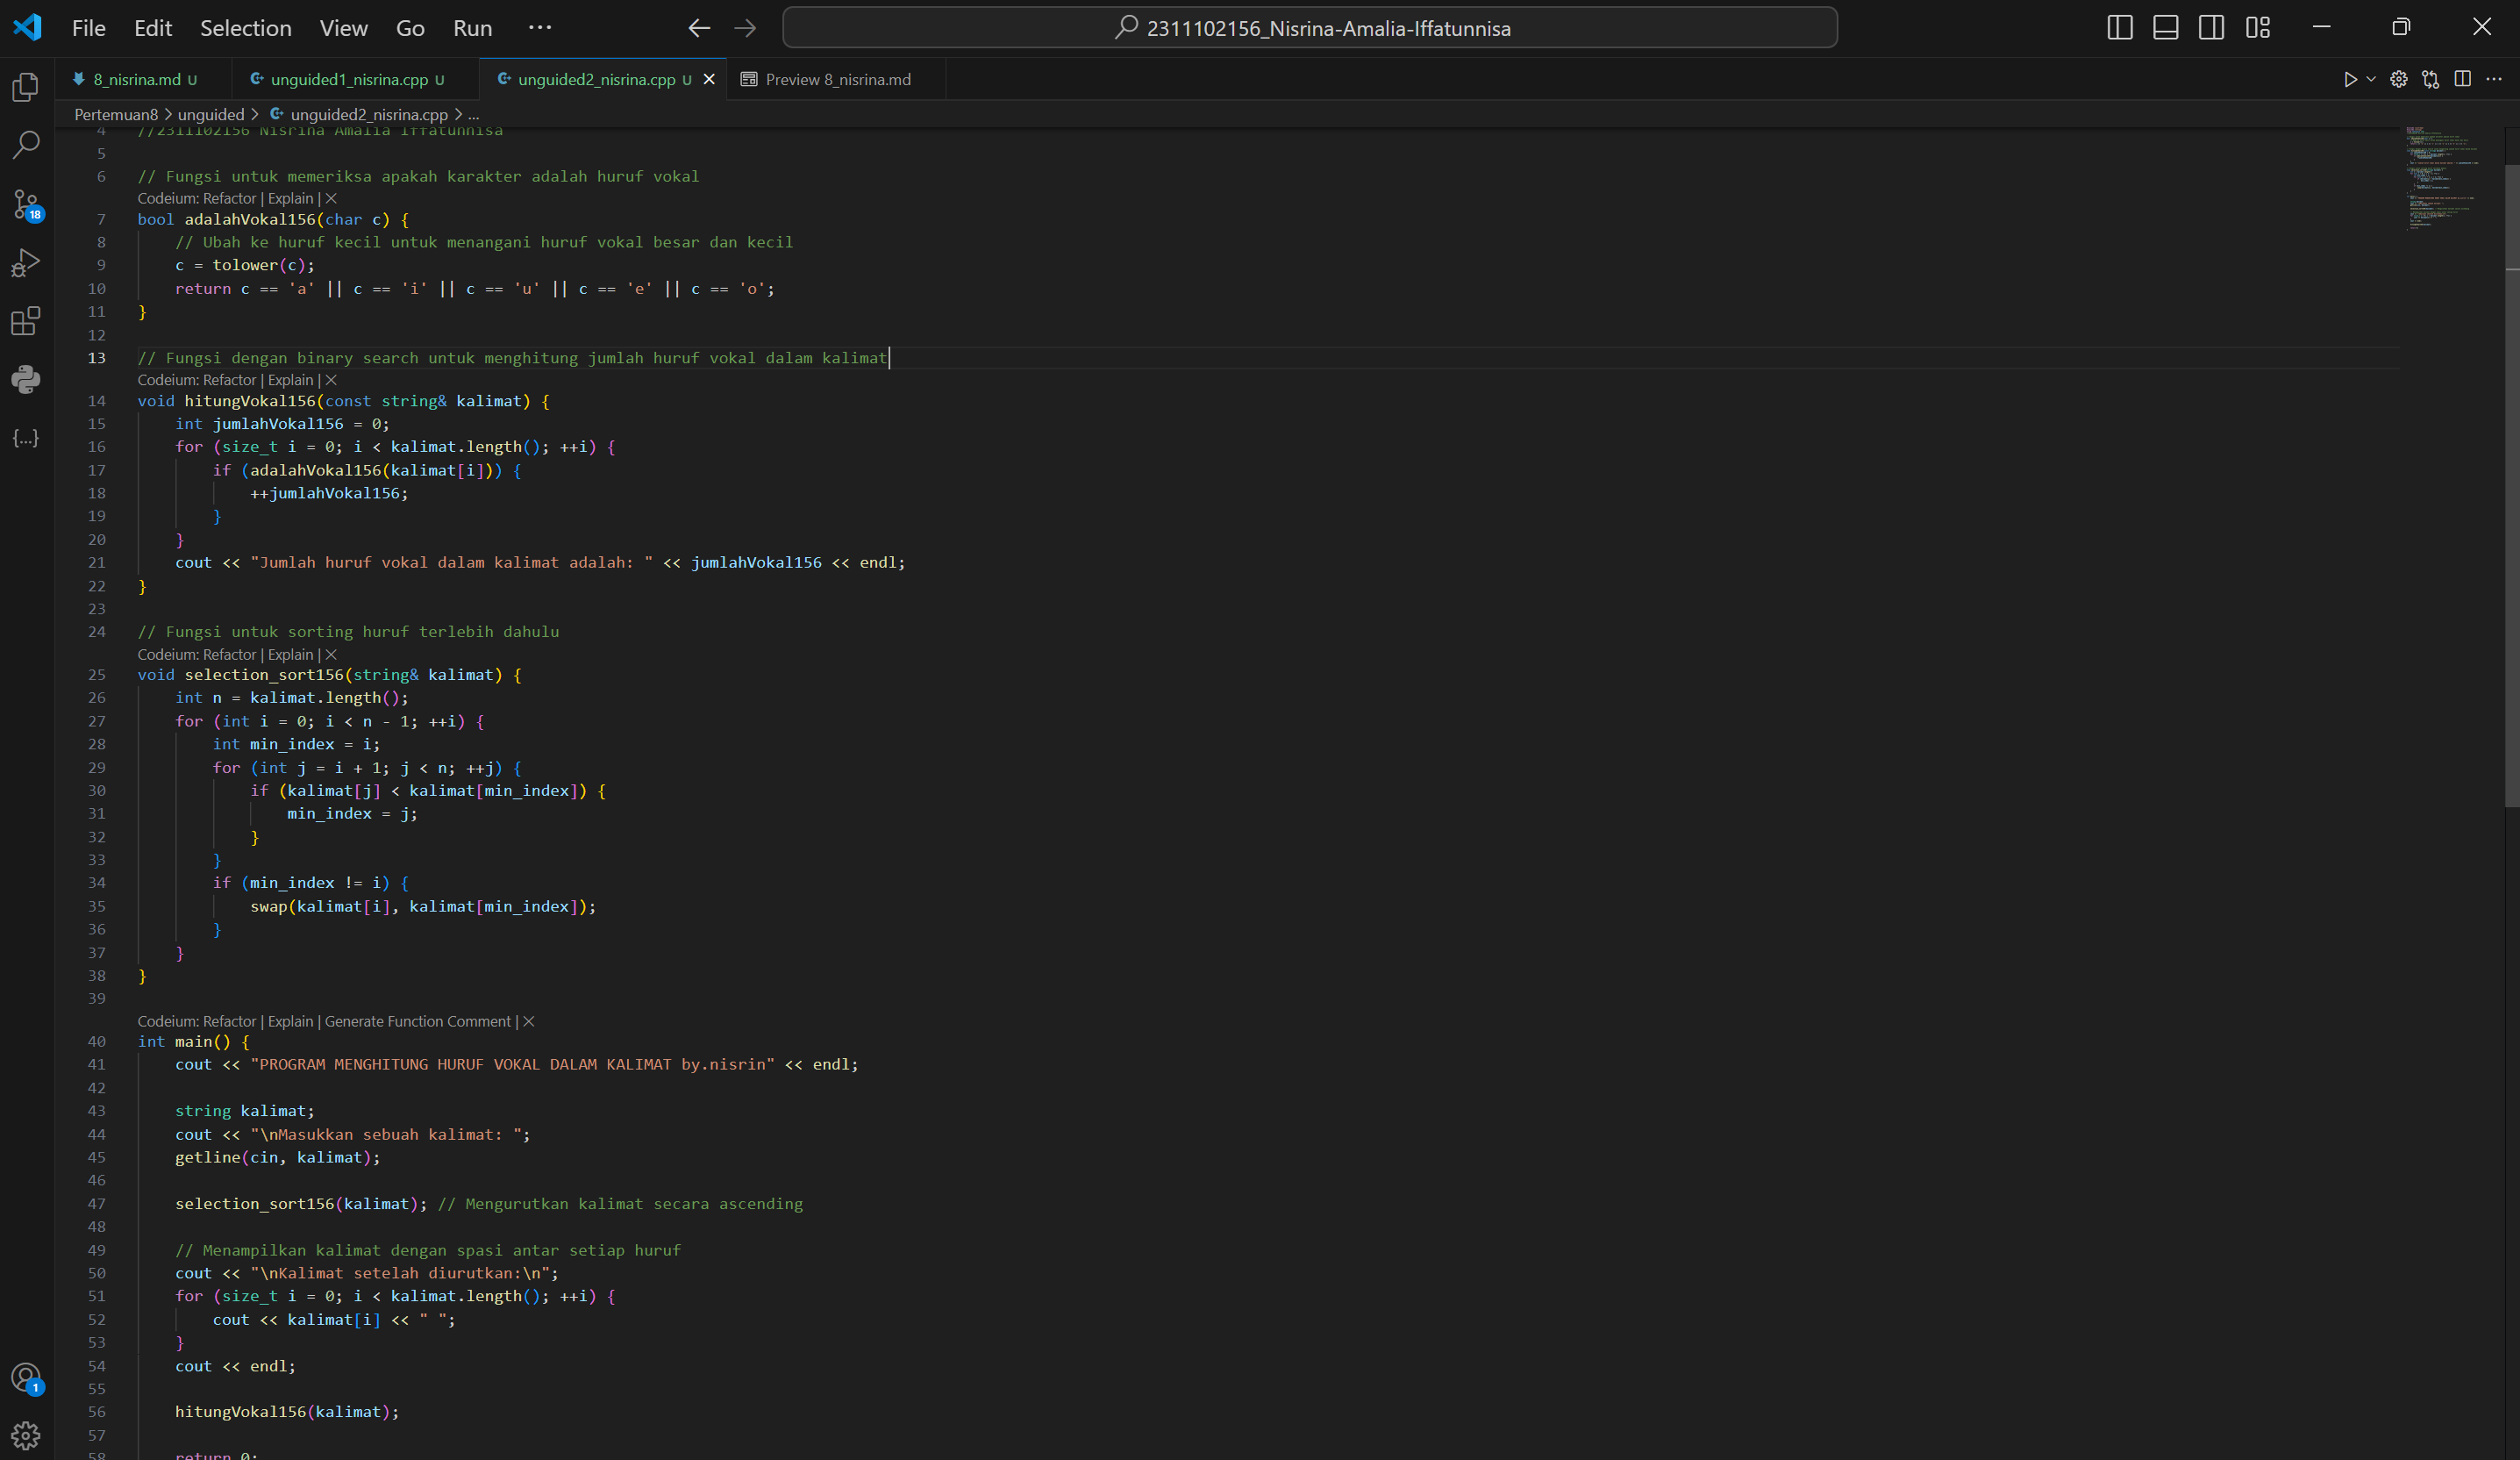 File Edit Selection View Go Run ··· 2311102156_Nisrina-Amalia-Iffatunnisa
8_nisrina.md U unguided1_nisrina.cpp U unguided2_nisrina.cpp U Preview 8_nisrina.md
Pertemuan8 > unguided > unguided2_nisrina.cpp > ...
4 //2311102156 Nisrina Amalia Iffatunnisa
5
6 // Fungsi untuk memeriksa apakah karakter adalah huruf vokal
Codeium: Refactor | Explain | ×
7 bool adalahVokal156(char c) {
8     // Ubah ke huruf kecil untuk menangani huruf vokal besar dan kecil
9     c = tolower(c);
10     return c == 'a' || c == 'i' || c == 'u' || c == 'e' || c == 'o';
11 }
12
13 // Fungsi dengan binary search untuk menghitung jumlah huruf vokal dalam kalimat
Codeium: Refactor | Explain | ×
14 void hitungVokal156(const string& kalimat) {
15     int jumlahVokal156 = 0;
16     for (size_t i = 0; i < kalimat.length(); ++i) {
17         if (adalahVokal156(kalimat[i])) {
18             ++jumlahVokal156;
19         }
20     }
21     cout << "Jumlah huruf vokal dalam kalimat adalah: " << jumlahVokal156 << endl;
22 }
23
24 // Fungsi untuk sorting huruf terlebih dahulu
Codeium: Refactor | Explain | ×
25 void selection_sort156(string& kalimat) {
26     int n = kalimat.length();
27     for (int i = 0; i < n - 1; ++i) {
28         int min_index = i;
29         for (int j = i + 1; j < n; ++j) {
30             if (kalimat[j] < kalimat[min_index]) {
31                 min_index = j;
32             }
33         }
34         if (min_index != i) {
35             swap(kalimat[i], kalimat[min_index]);
36         }
37     }
38 }
39
Codeium: Refactor | Explain | Generate Function Comment | ×
40 int main() {
41     cout << "PROGRAM MENGHITUNG HURUF VOKAL DALAM KALIMAT by.nisrin" << endl;
42
43     string kalimat;
44     cout << "\nMasukkan sebuah kalimat: ";
45     getline(cin, kalimat);
46
47     selection_sort156(kalimat); // Mengurutkan kalimat secara ascending
48
49     // Menampilkan kalimat dengan spasi antar setiap huruf
50     cout << "\nKalimat setelah diurutkan:\n";
51     for (size_t i = 0; i < kalimat.length(); ++i) {
52         cout << kalimat[i] << " ";
53     }
54     cout << endl;
55
56     hitungVokal156(kalimat);
57
58     return 0;
18
{...}
1